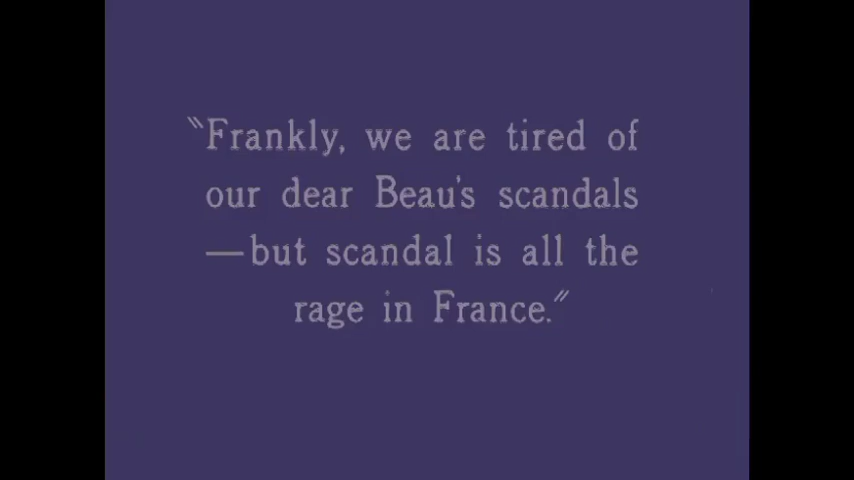 "Frankly, we are tired of
our dear Beau's scandals
—but scandal is all the
rage in France."